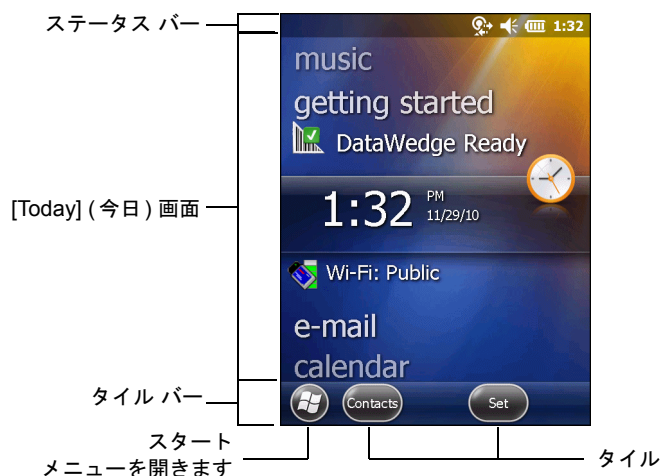 ステータス バー
1:32
music
getting started
DataWedge Ready
[Today] (今日) 画面
1:32
PM
11/29/10
Wi-Fi: Public
e-mail
calendar
タイル バー
Contacts
Set
スタート
メニューを開きます
タイル